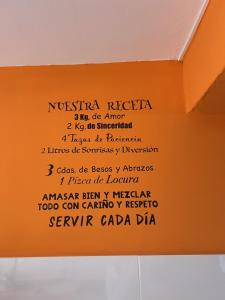 NUESTRA RECETA
3 Kg. de Amor
2 Kg. de Sinceridad
4 Tazas de Paciencia
2 Litros de Sonrisas y Diversión
3 Cdas. de Besos y Abrazos
1 Pizca de Locura
AMASAR BIEN Y MEZCLAR
TODO CON CARIÑO Y RESPETO
SERVIR CADA DÍA